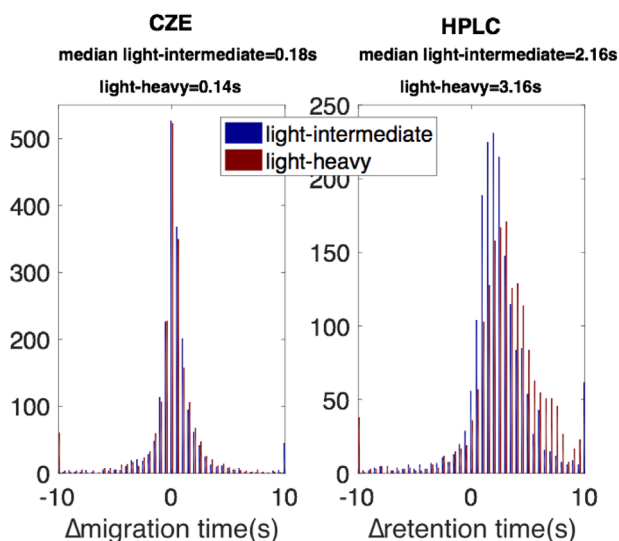 CZE
median light-intermediate=0.18s
light-heavy=0.14s
HPLC
median light-intermediate=2.16s
light-heavy=3.16s
light-intermediate
light-heavy
500
400
300
200
100
0
-10 0 10
Δmigration time(s)
250
200
150
100
50
0
-10 0 10
Δretention time(s)